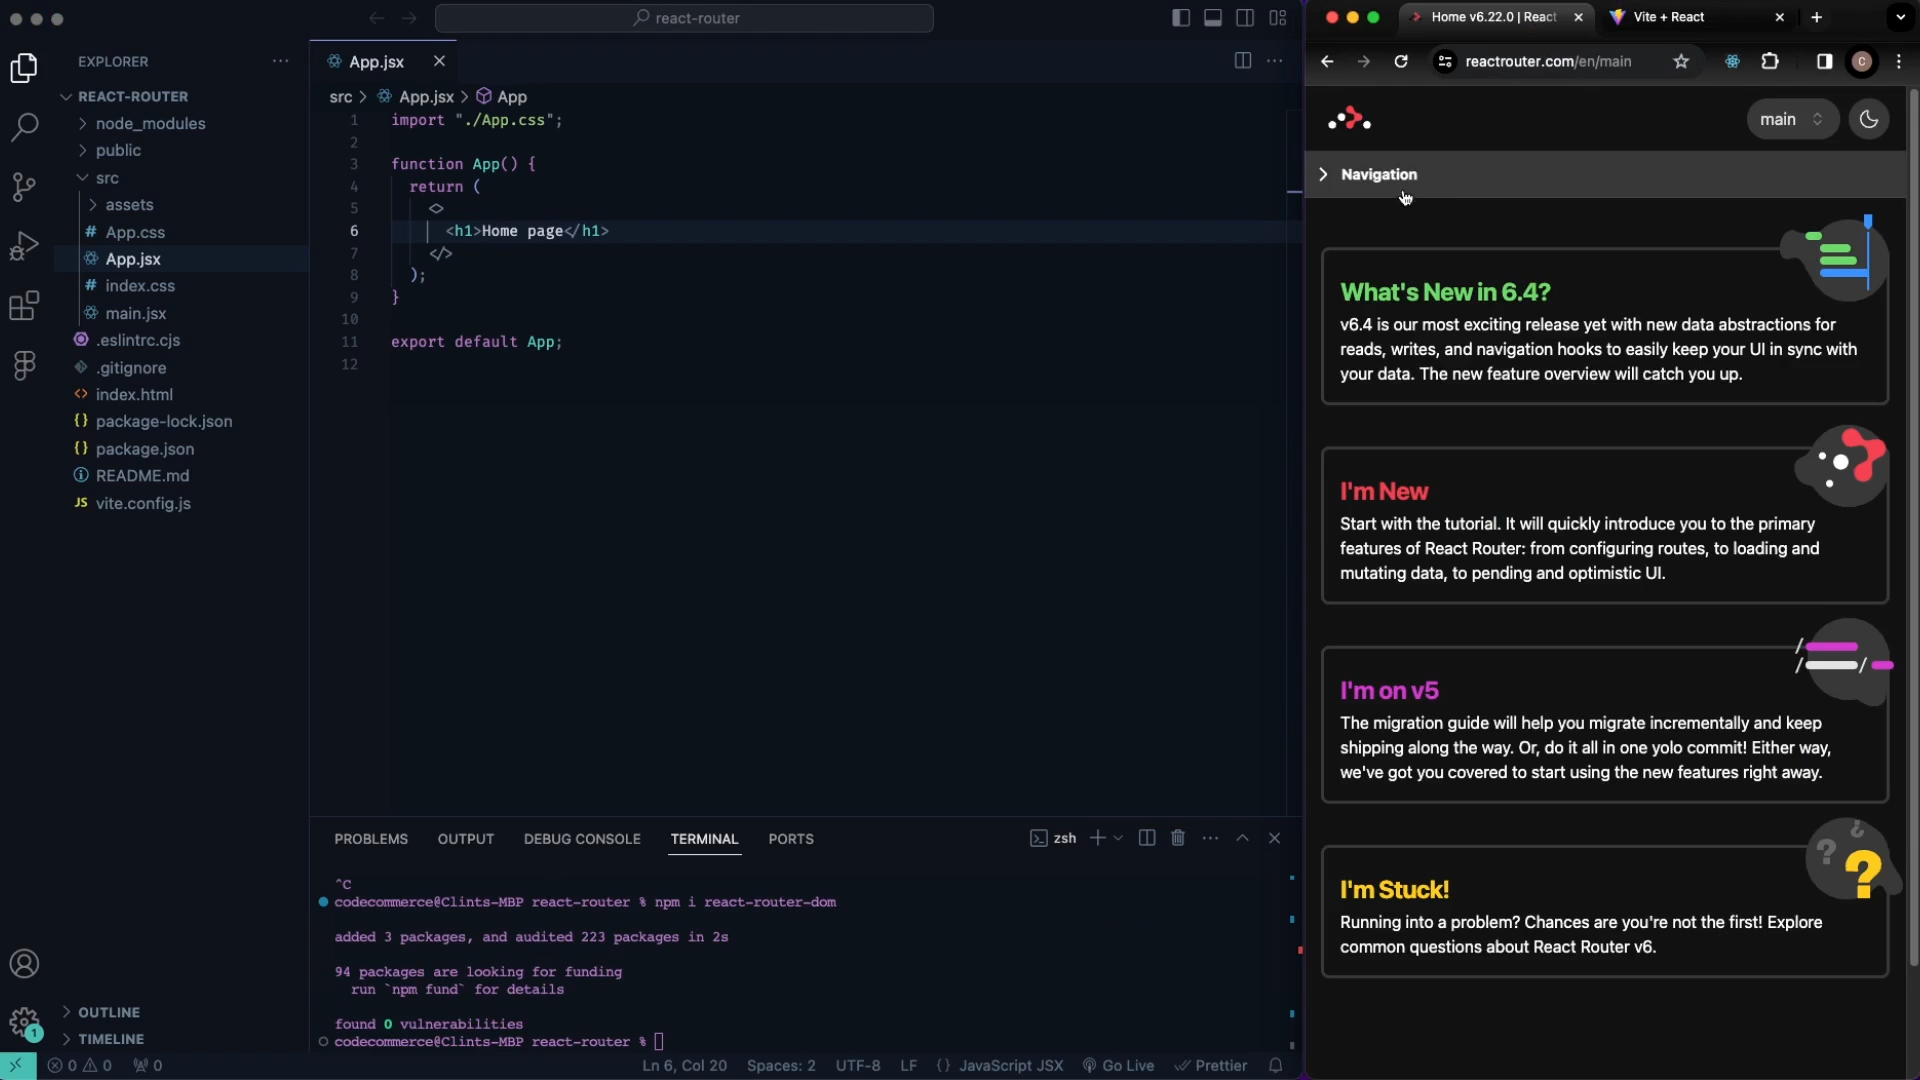 react-router
EXPLORER
REACT-ROUTER
node_modules
public
src
assets
# App.css
App.jsx
# index.css
main.jsx
.eslintrc.cjs
.gitignore
<> index.html
{} package-lock.json
{} package.json
README.md
JS vite.config.js
OUTLINE
TIMELINE
1
App.jsx
src > App.jsx > App
1 import "./App.css";
2
3 function App() {
4 return (
5 <>
6 <h1>Home page</h1>
7 </>
8 );
9 }
10
11 export default App;
12
PROBLEMS OUTPUT DEBUG CONSOLE TERMINAL PORTS
zsh
^C
codecommerce@Clints-MBP react-router % npm i react-router-dom
added 3 packages, and audited 223 packages in 2s
94 packages are looking for funding
run `npm fund` for details
found 0 vulnerabilities
codecommerce@Clints-MBP react-router %
0 0 0 Ln 6, Col 20 Spaces: 2 UTF-8 LF {} JavaScript JSX Go Live Prettier
Home v6.22.0 | React Vite + React
reactrouter.com/en/main
C
main
Navigation
What's New in 6.4?
v6.4 is our most exciting release yet with new data abstractions for
reads, writes, and navigation hooks to easily keep your UI in sync with
your data. The new feature overview will catch you up.
I'm New
Start with the tutorial. It will quickly introduce you to the primary
features of React Router: from configuring routes, to loading and
mutating data, to pending and optimistic UI.
I'm on v5
The migration guide will help you migrate incrementally and keep
shipping along the way. Or, do it all in one yolo commit! Either way,
we've got you covered to start using the new features right away.
I'm Stuck!
Running into a problem? Chances are you're not the first! Explore
common questions about React Router v6.